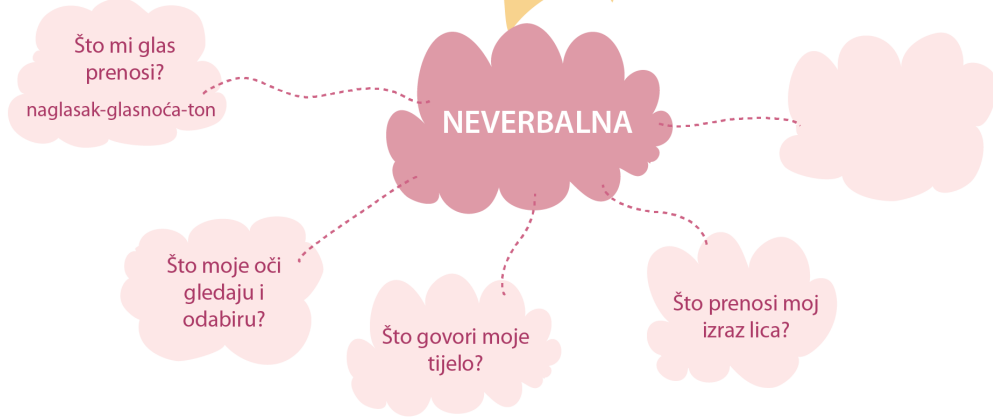 Što mi glas
prenosi?
naglasak-glasnoća-ton
NEVERBALNA
Što moje oči
gledaju i
odabiru?
Što govori moje
tijelo?
Što prenosi moj
izraz lica?